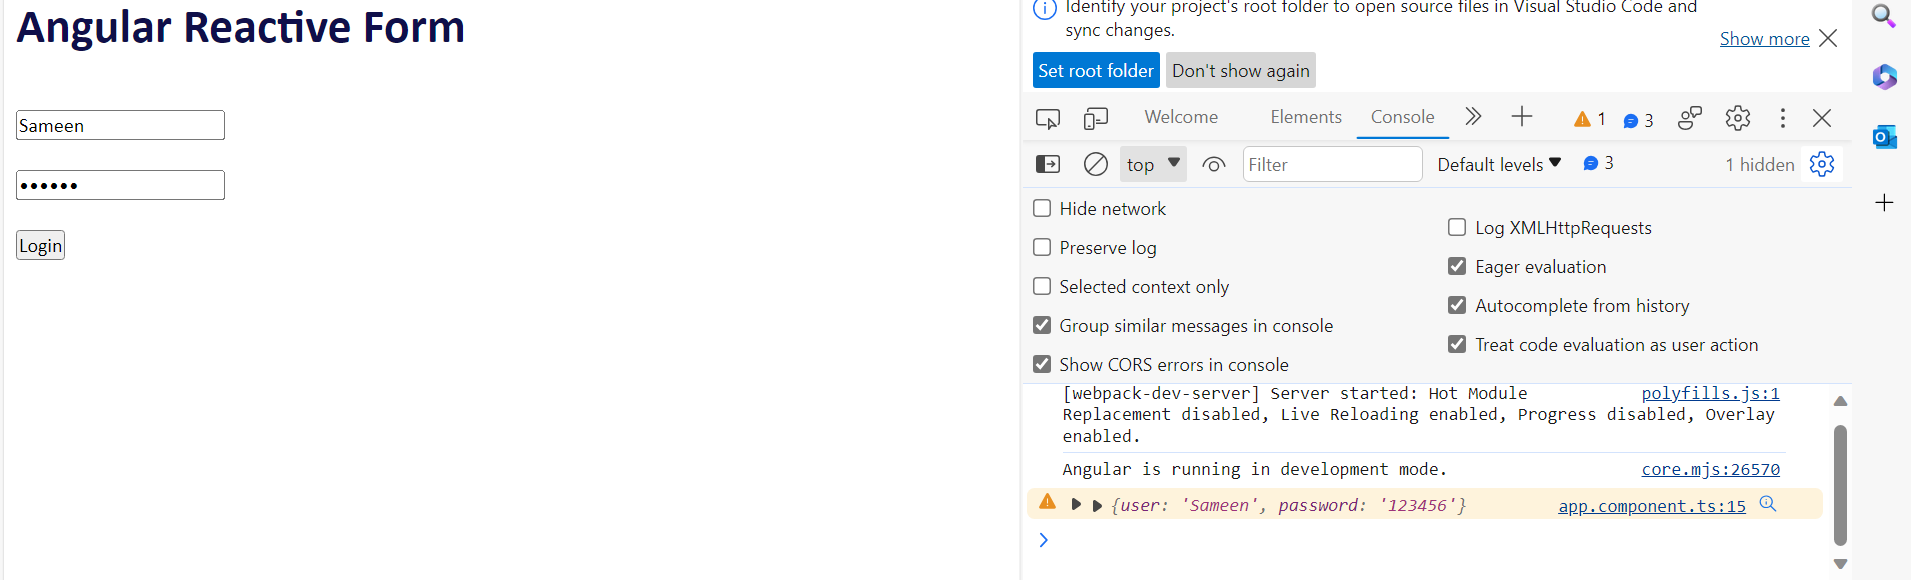 Angular Reactive Form
Sameen
••••••
Login
Identify your project's root folder to open source files in Visual Studio Code and
sync changes.
Show more
Set root folder
Don't show again
Welcome
Elements
Console
1
3
top
Filter
Default levels
3
1 hidden
Hide network
Preserve log
Selected context only
Group similar messages in console
Show CORS errors in console
Log XMLHttpRequests
Eager evaluation
Autocomplete from history
Treat code evaluation as user action
[webpack-dev-server] Server started: Hot Module polyfills.js:1
Replacement disabled, Live Reloading enabled, Progress disabled, Overlay
enabled.
Angular is running in development mode. core.mjs:26570
{user: 'Sameen', password: '123456'} app.component.ts:15